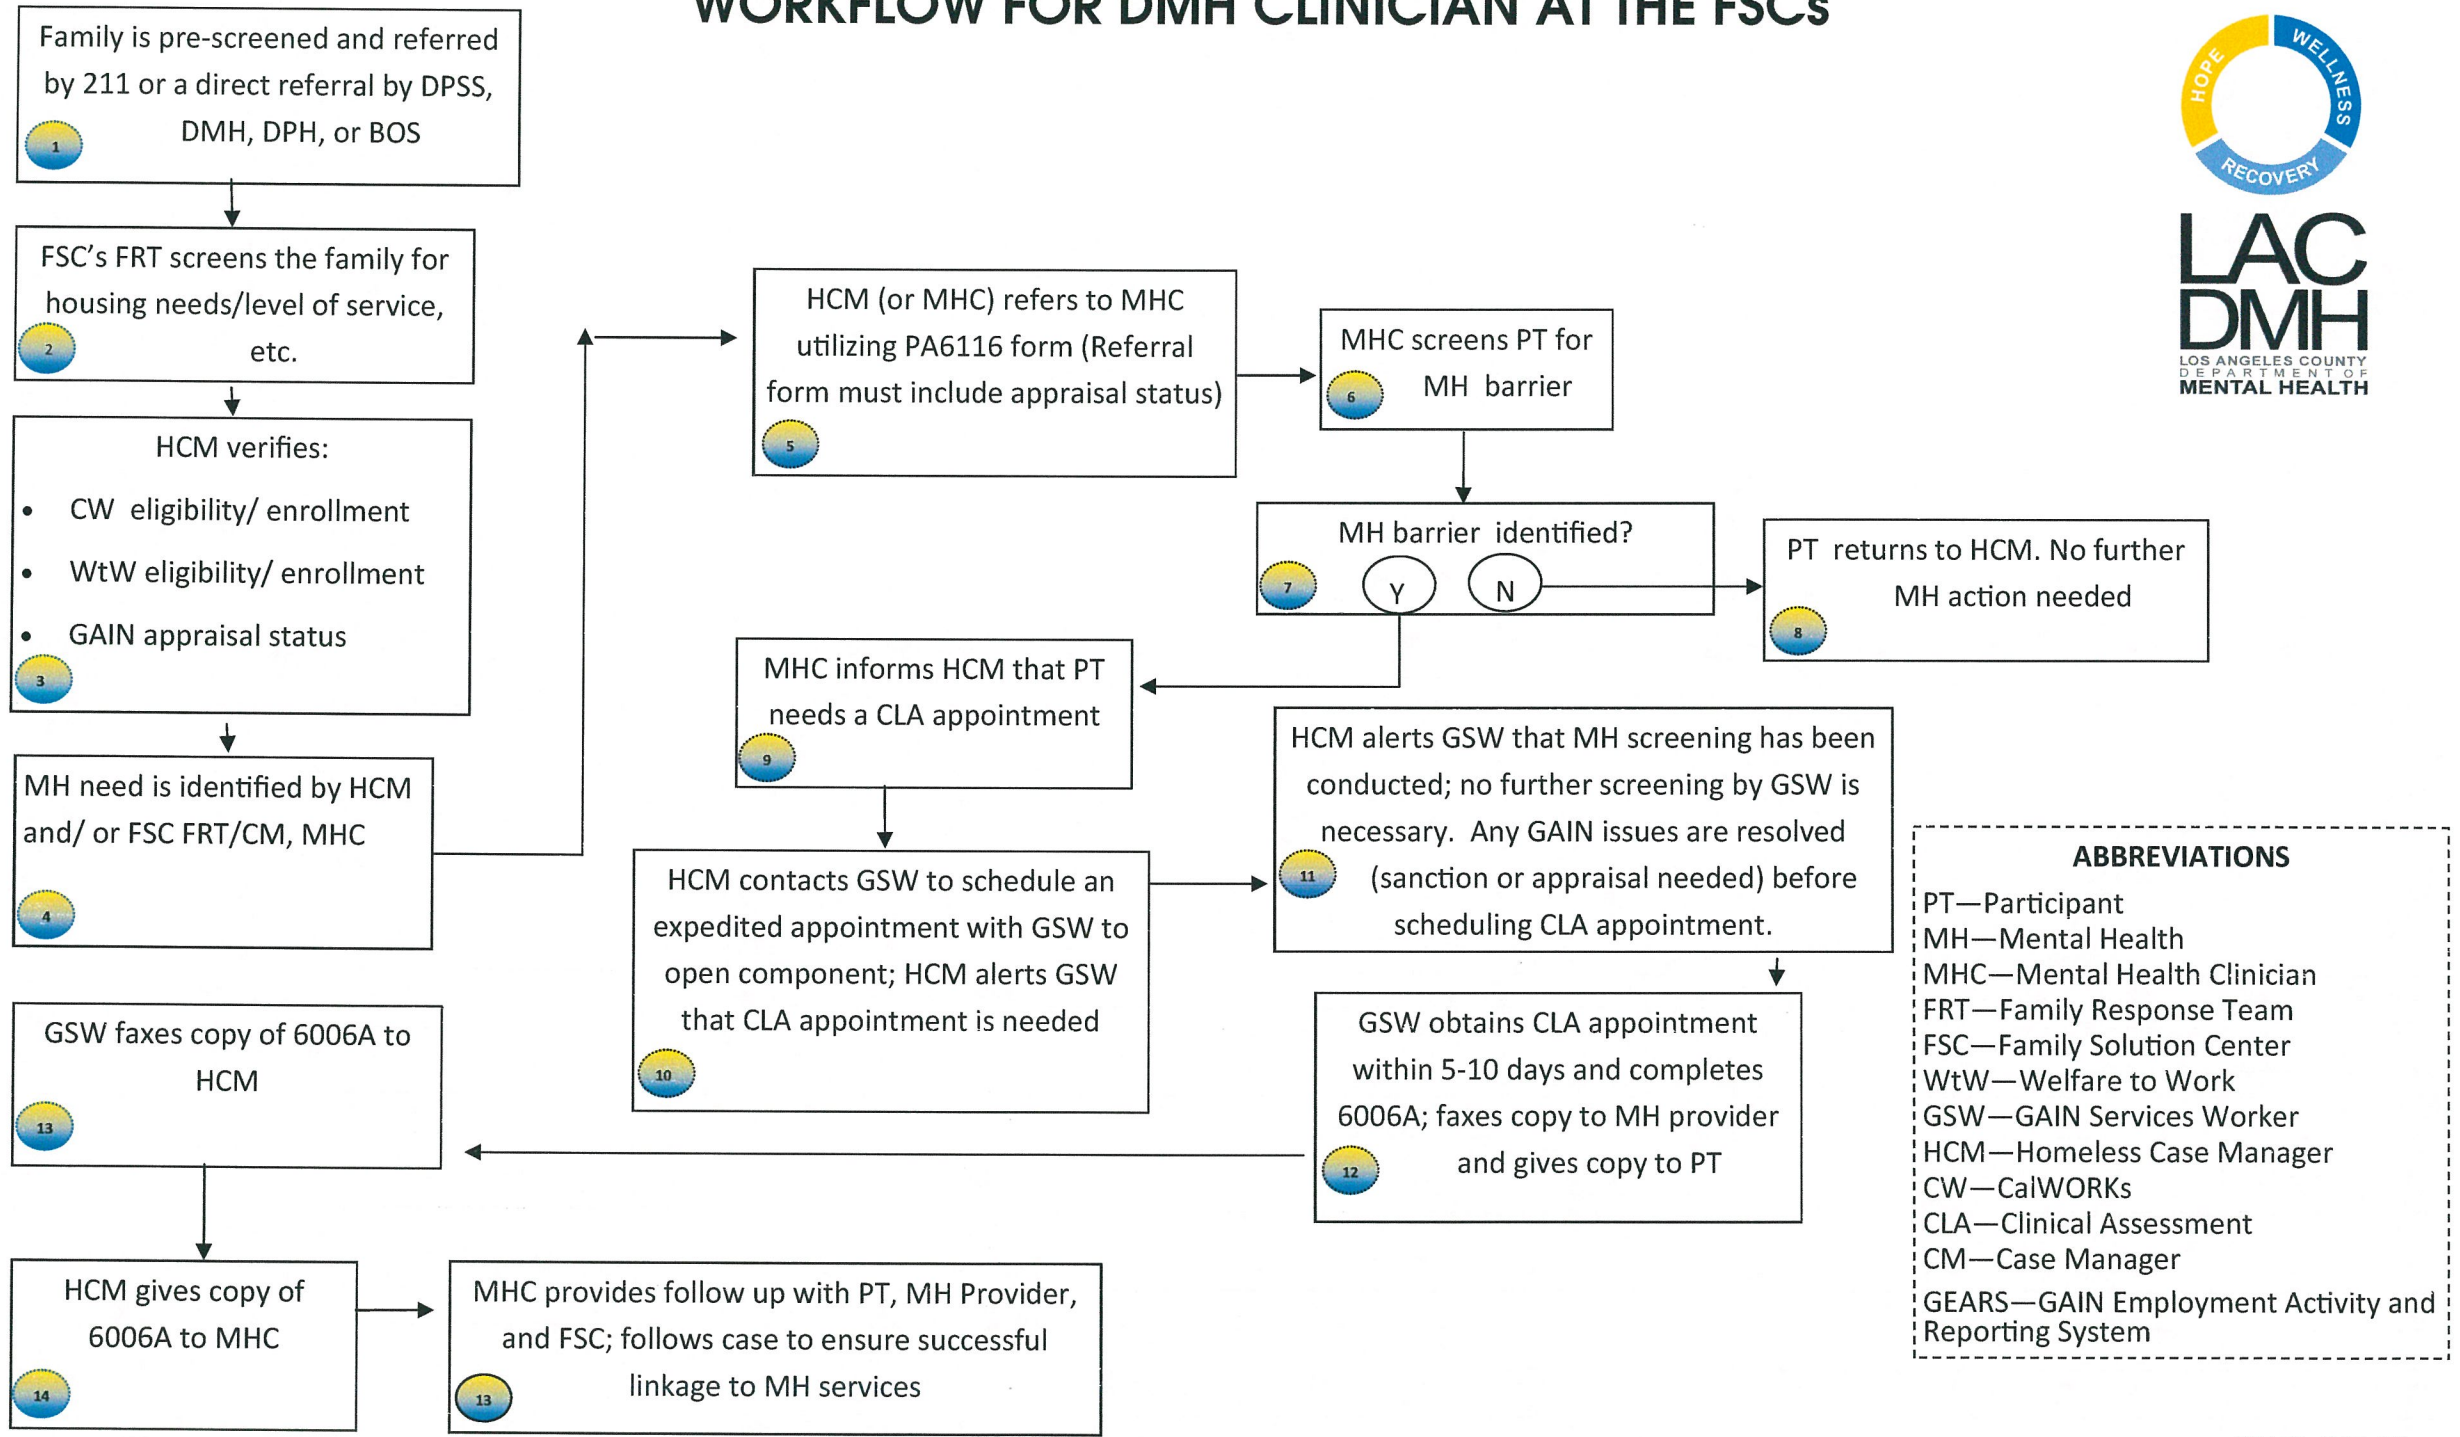 WORKFLOW FOR DMH CLINICIAN AT THE FSCs
Family is pre-screened and referred
by 211 or a direct referral by DPSS,
DMH, DPH, or BOS
1
FSC's FRT screens the family for
housing needs/level of service,
etc.
2
HCM verifies:
• CW eligibility/ enrollment
• WtW eligibility/ enrollment
• GAIN appraisal status
3
MH need is identified by HCM
and/ or FSC FRT/CM, MHC
4
HCM (or MHC) refers to MHC
utilizing PA6116 form (Referral
form must include appraisal status)
5
MHC screens PT for
MH barrier
6
MH barrier identified?
7
Y
N
PT returns to HCM. No further
MH action needed
8
MHC informs HCM that PT
needs a CLA appointment
9
HCM contacts GSW to schedule an
expedited appointment with GSW to
open component; HCM alerts GSW
that CLA appointment is needed
10
HCM alerts GSW that MH screening has been
conducted; no further screening by GSW is
necessary. Any GAIN issues are resolved
(sanction or appraisal needed) before
scheduling CLA appointment.
11
GSW obtains CLA appointment
within 5-10 days and completes
6006A; faxes copy to MH provider
and gives copy to PT
12
GSW faxes copy of 6006A to
HCM
13
HCM gives copy of
6006A to MHC
14
MHC provides follow up with PT, MH Provider,
and FSC; follows case to ensure successful
linkage to MH services
13
HOPE
WELLNESS
RECOVERY
LAC
DMH
LOS ANGELES COUNTY
DEPARTMENT OF
MENTAL HEALTH
ABBREVIATIONS
PT—Participant
MH—Mental Health
MHC—Mental Health Clinician
FRT—Family Response Team
FSC—Family Solution Center
WtW—Welfare to Work
GSW—GAIN Services Worker
HCM—Homeless Case Manager
CW—CalWORKs
CLA—Clinical Assessment
CM—Case Manager
GEARS—GAIN Employment Activity and
Reporting System